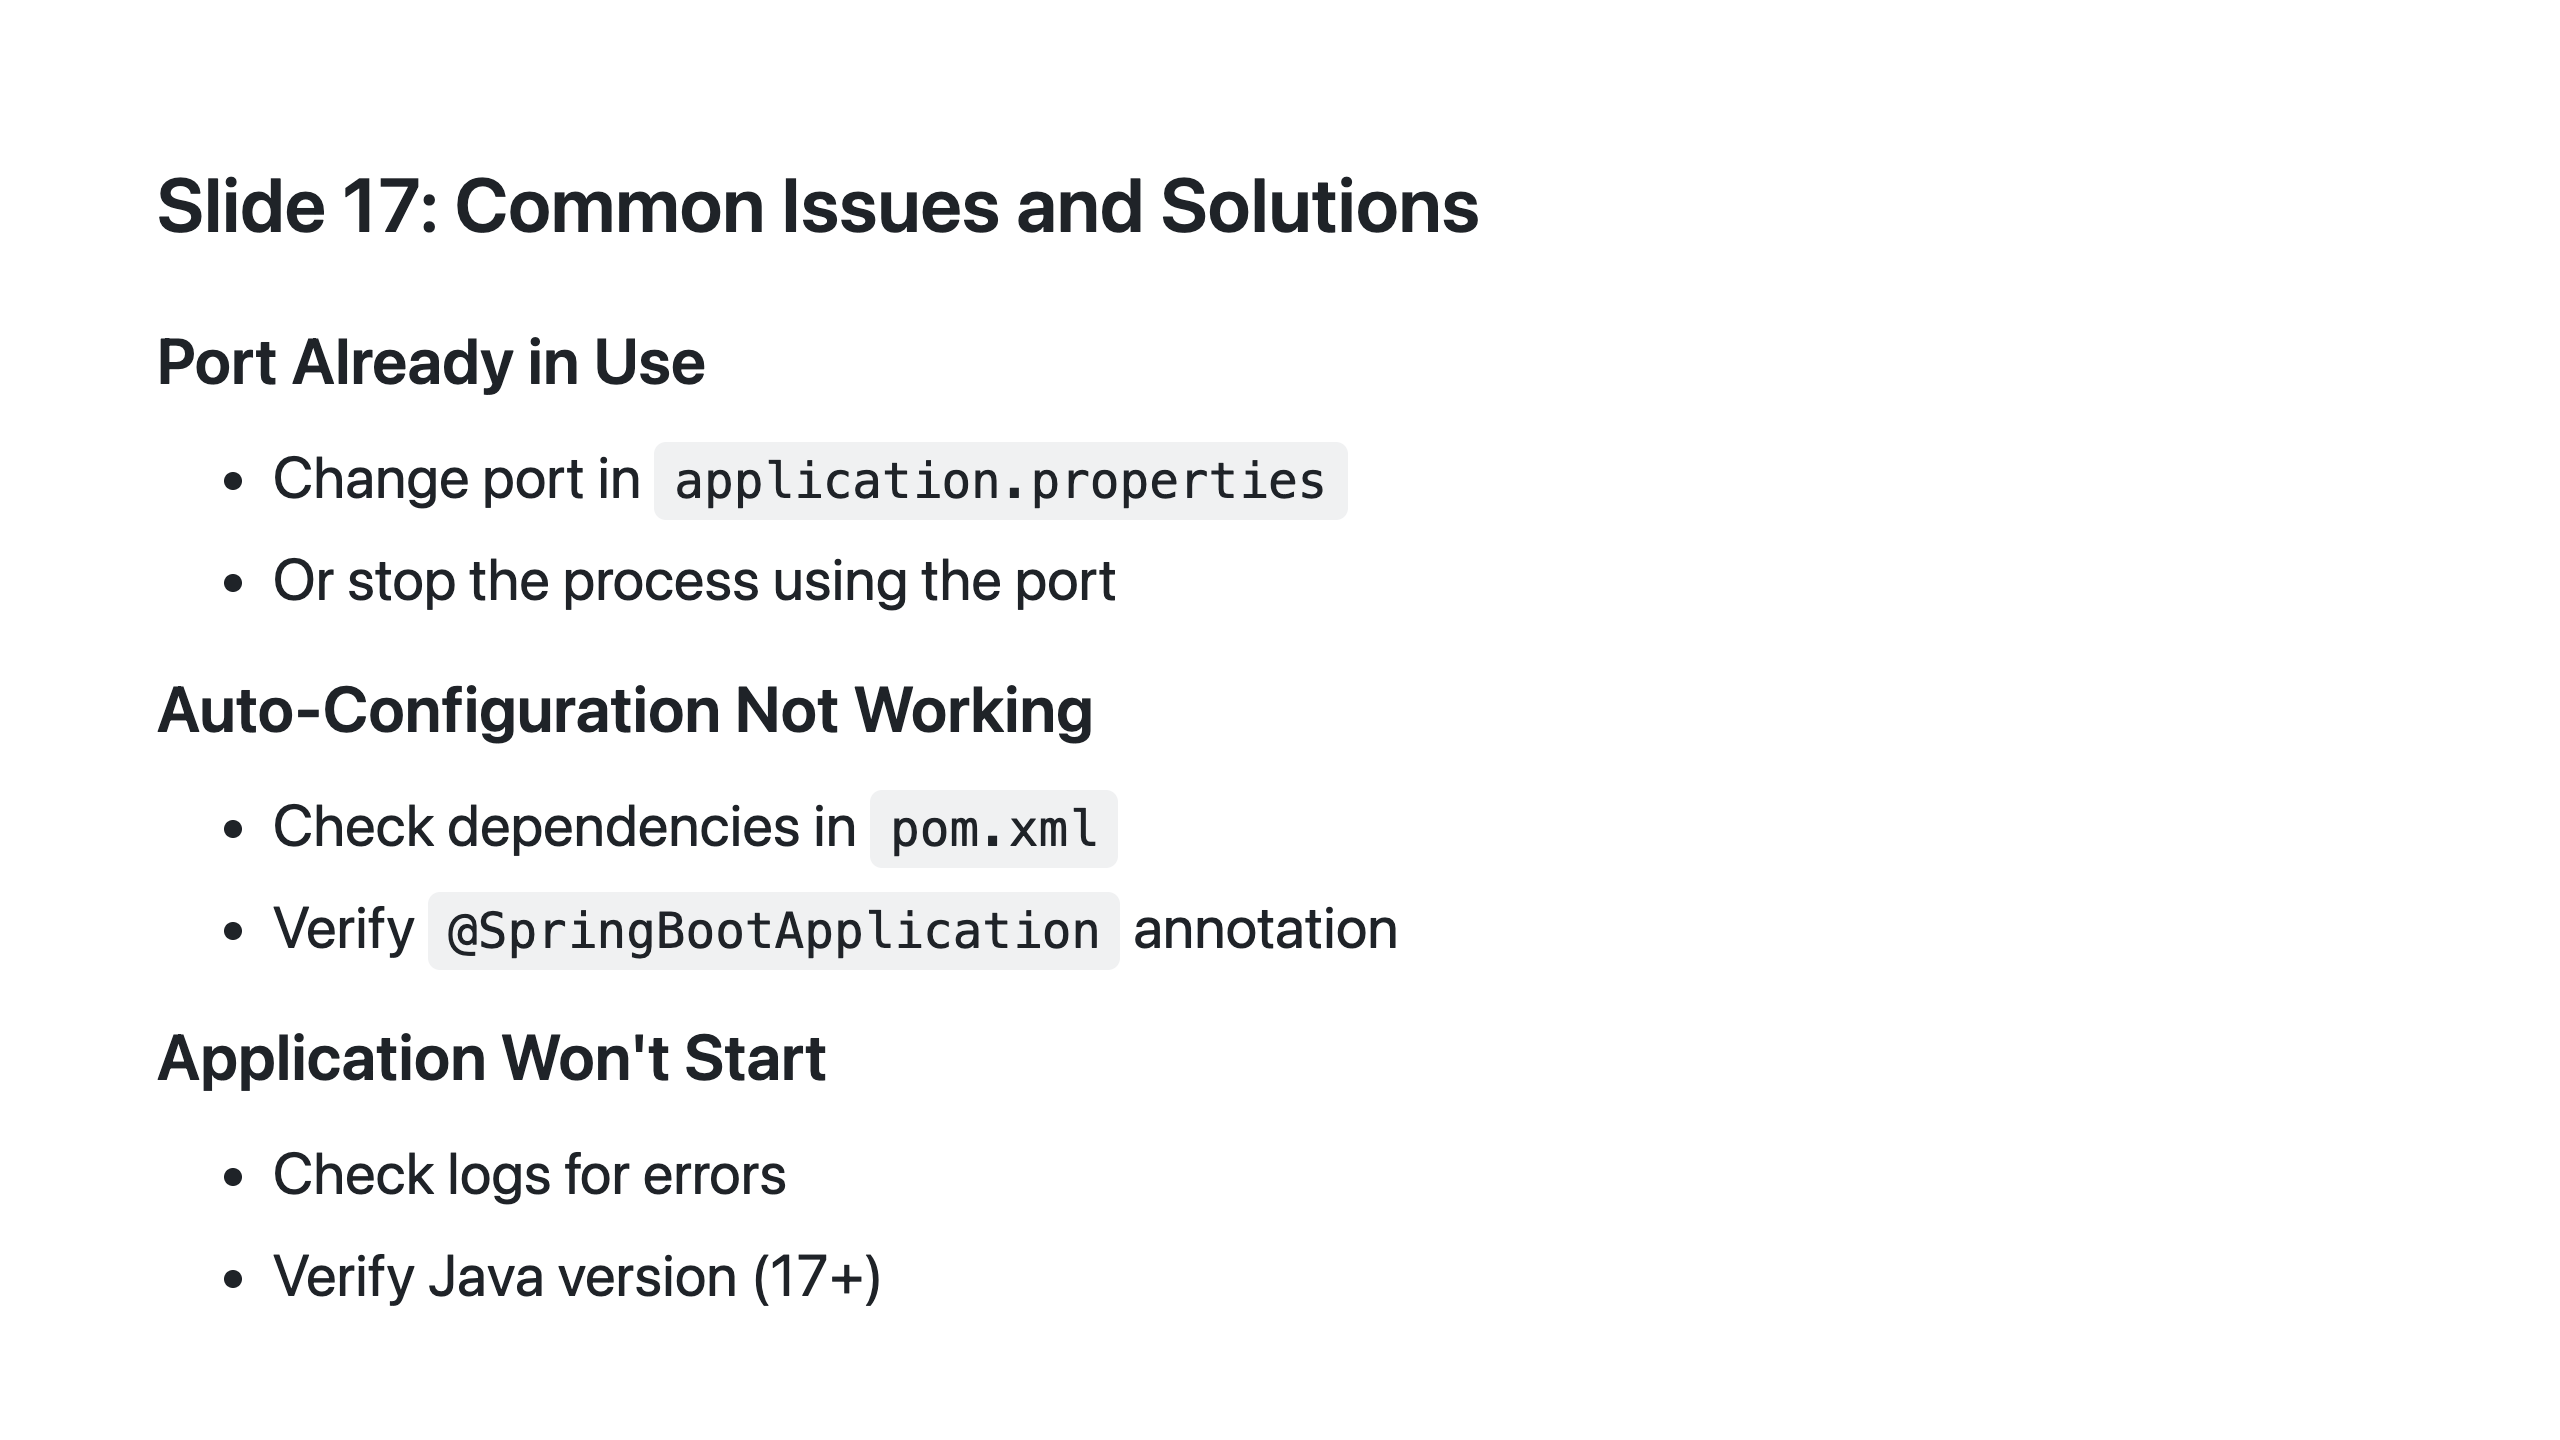 Slide 17: Common Issues and Solutions
Port Already in Use
• Change port in application.properties
• Or stop the process using the port
Auto-Configuration Not Working
• Check dependencies in pom.xml
• Verify @SpringBootApplication annotation
Application Won't Start
• Check logs for errors
• Verify Java version (17+)